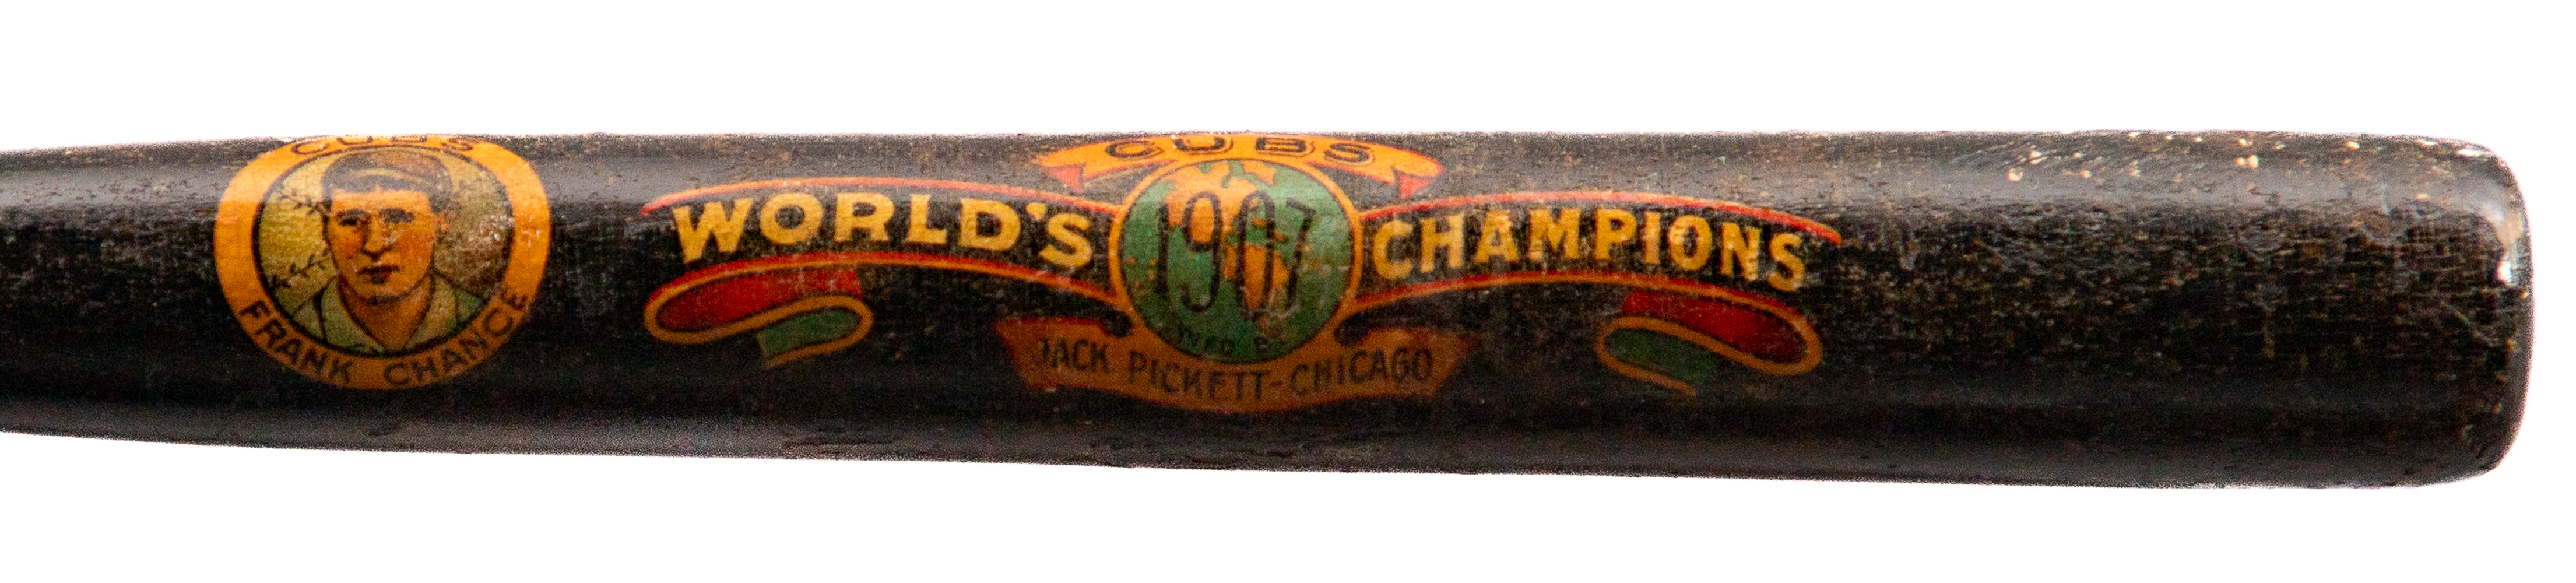 CUBS
FRANK CHANCE
CUBS
WORLD'S 1907 CHAMPIONS
JACK PICKETT-CHICAGO